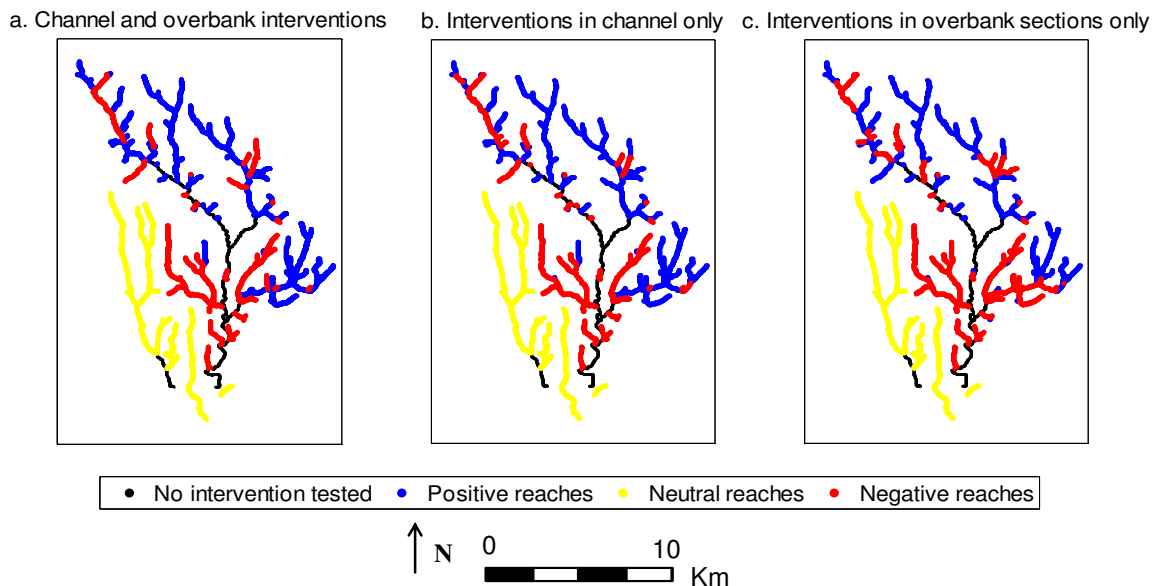 a. Channel and overbank interventions
b. Interventions in channel only
c. Interventions in overbank sections only
No intervention tested
Positive reaches
Neutral reaches
Negative reaches
N
0
10
Km